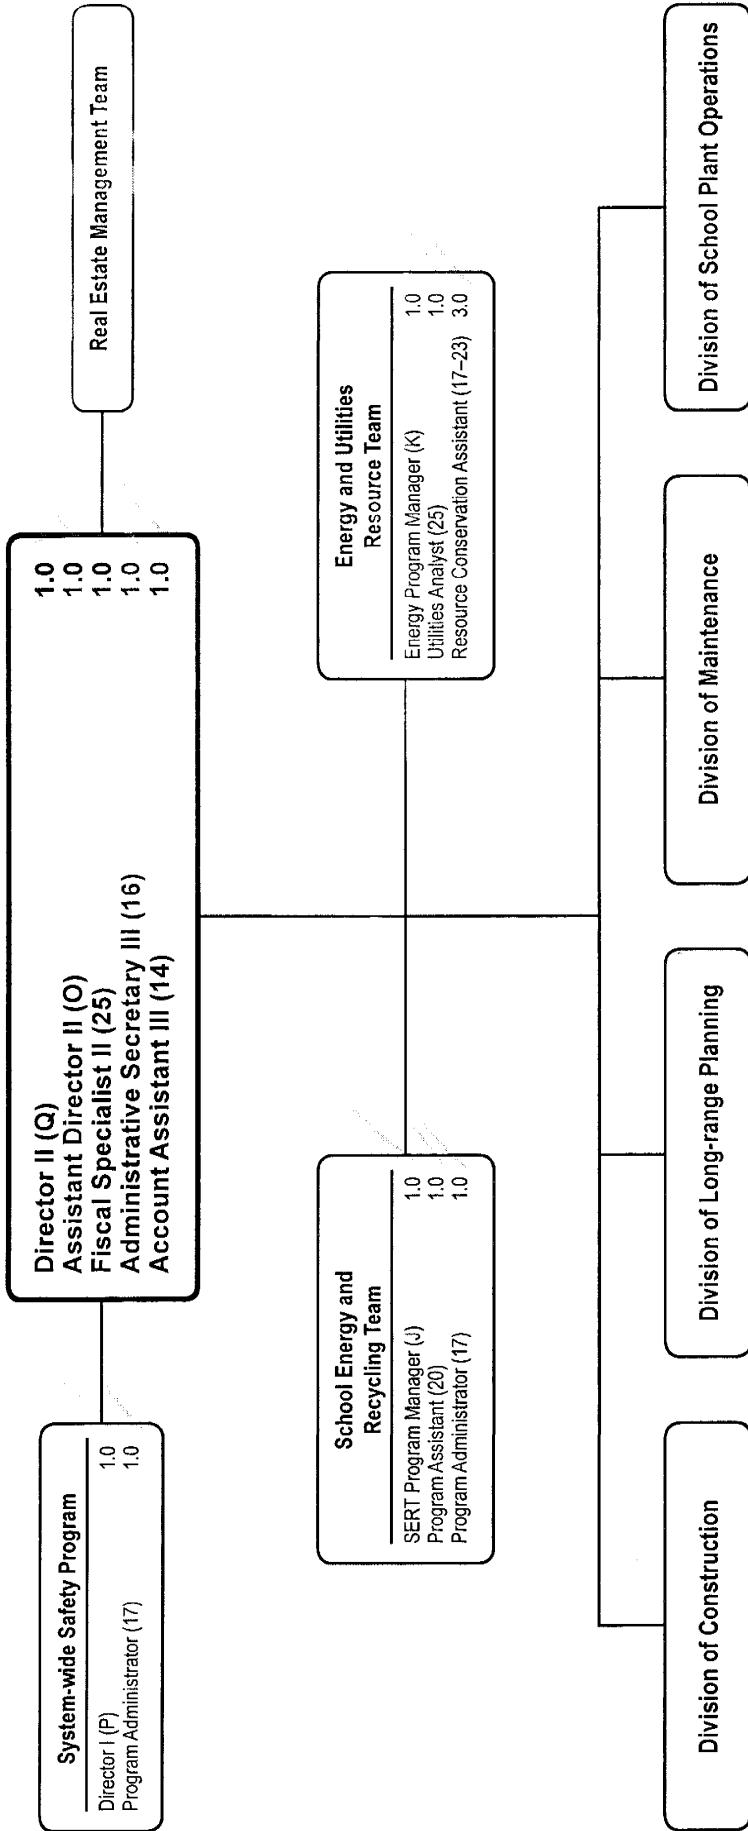 Director II (Q) 1.0
Assistant Director II (O) 1.0
Fiscal Specialist II (25) 1.0
Administrative Secretary III (16) 1.0
Account Assistant III (14) 1.0
System-wide Safety Program
Director I (P) 1.0
Program Administrator (17) 1.0
Real Estate Management Team
School Energy and
Recycling Team
SERT Program Manager (J) 1.0
Program Assistant (20) 1.0
Program Administrator (17) 1.0
Energy and Utilities
Resource Team
Energy Program Manager (K) 1.0
Utilities Analyst (25) 1.0
Resource Conservation Assistant (17–23) 3.0
Division of Construction
Division of Long-range Planning
Division of Maintenance
Division of School Plant Operations